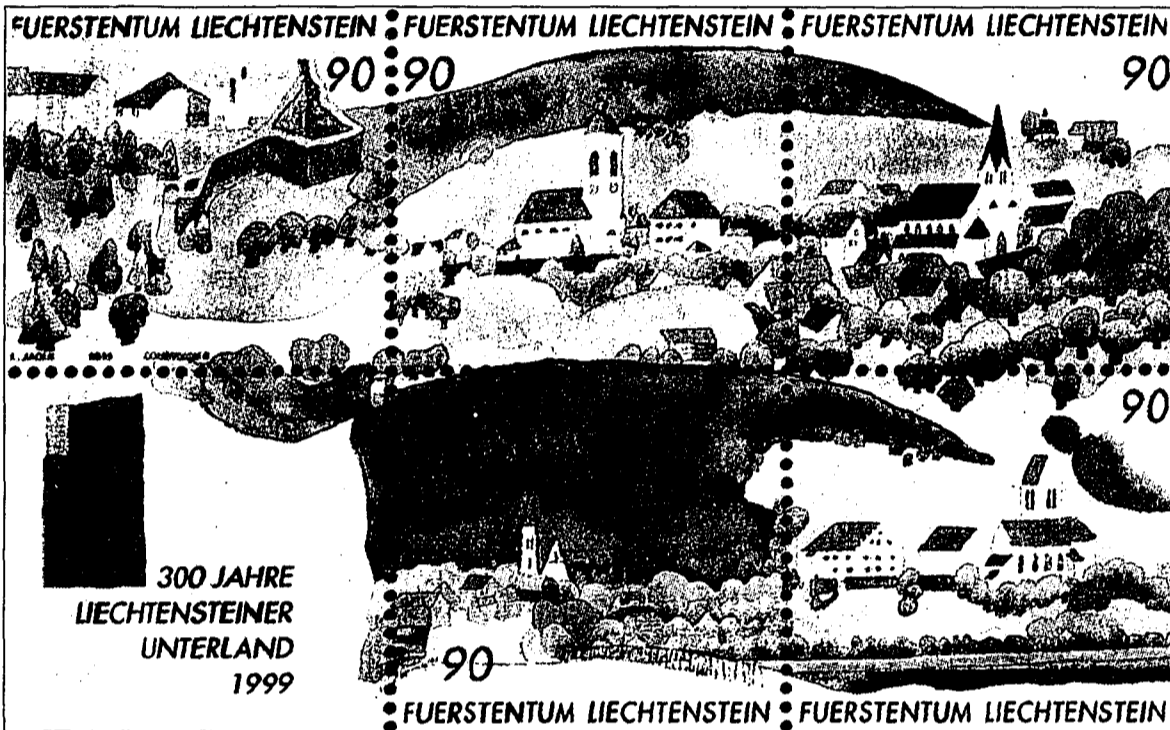 FUERSTENTUM LIECHTENSTEIN
90
FUERSTENTUM LIECHTENSTEIN
90
FUERSTENTUM LIECHTENSTEIN
90
300 JAHRE
LIECHTENSTEINER
UNTERLAND
1999
90
FUERSTENTUM LIECHTENSTEIN
90
FUERSTENTUM LIECHTENSTEIN